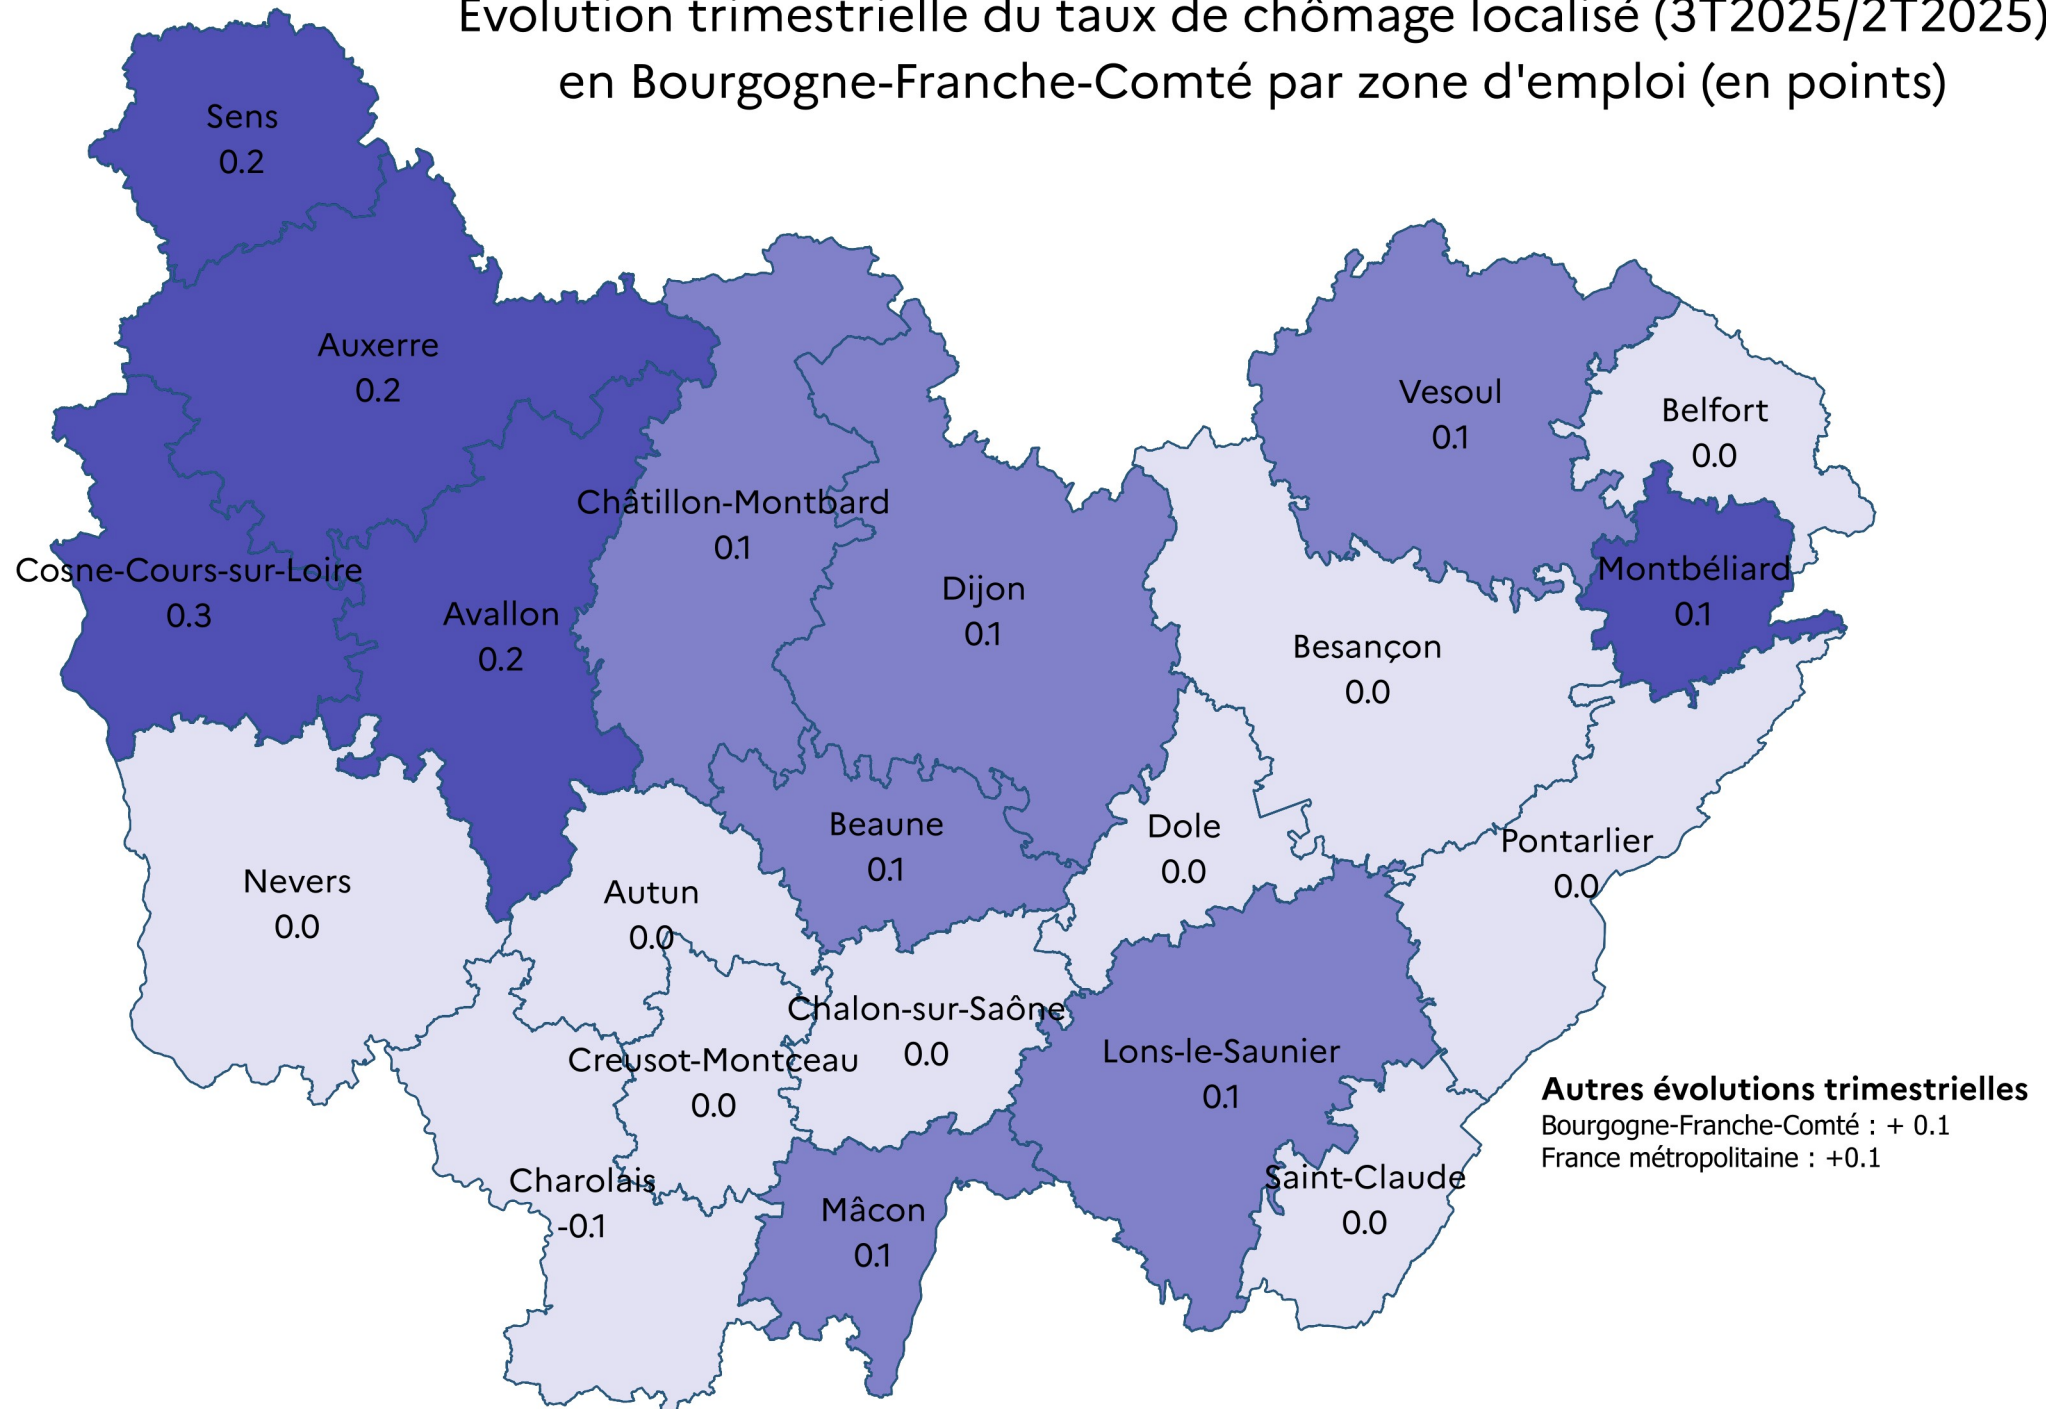 Evolution trimestrielle du taux de chômage localisé (3T2025/2T2025)
en Bourgogne-Franche-Comté par zone d'emploi (en points)
Sens
0.2
Auxerre
0.2
Vesoul
0.1
Belfort
0.0
Châtillon-Montbard
0.1
Cosne-Cours-sur-Loire
0.3
Avallon
0.2
Dijon
0.1
Montbéliard
0.1
Besançon
0.0
Beaune
0.1
Dole
0.0
Pontarlier
0.0
Nevers
0.0
Autun
0.0
Chalon-sur-Saône
0.0
Creusot-Montceau
0.0
Lons-le-Saunier
0.1
Autres évolutions trimestrielles
Bourgogne-Franche-Comté : + 0.1
France métropolitaine : +0.1
Charolais
-0.1
Mâcon
0.1
Saint-Claude
0.0